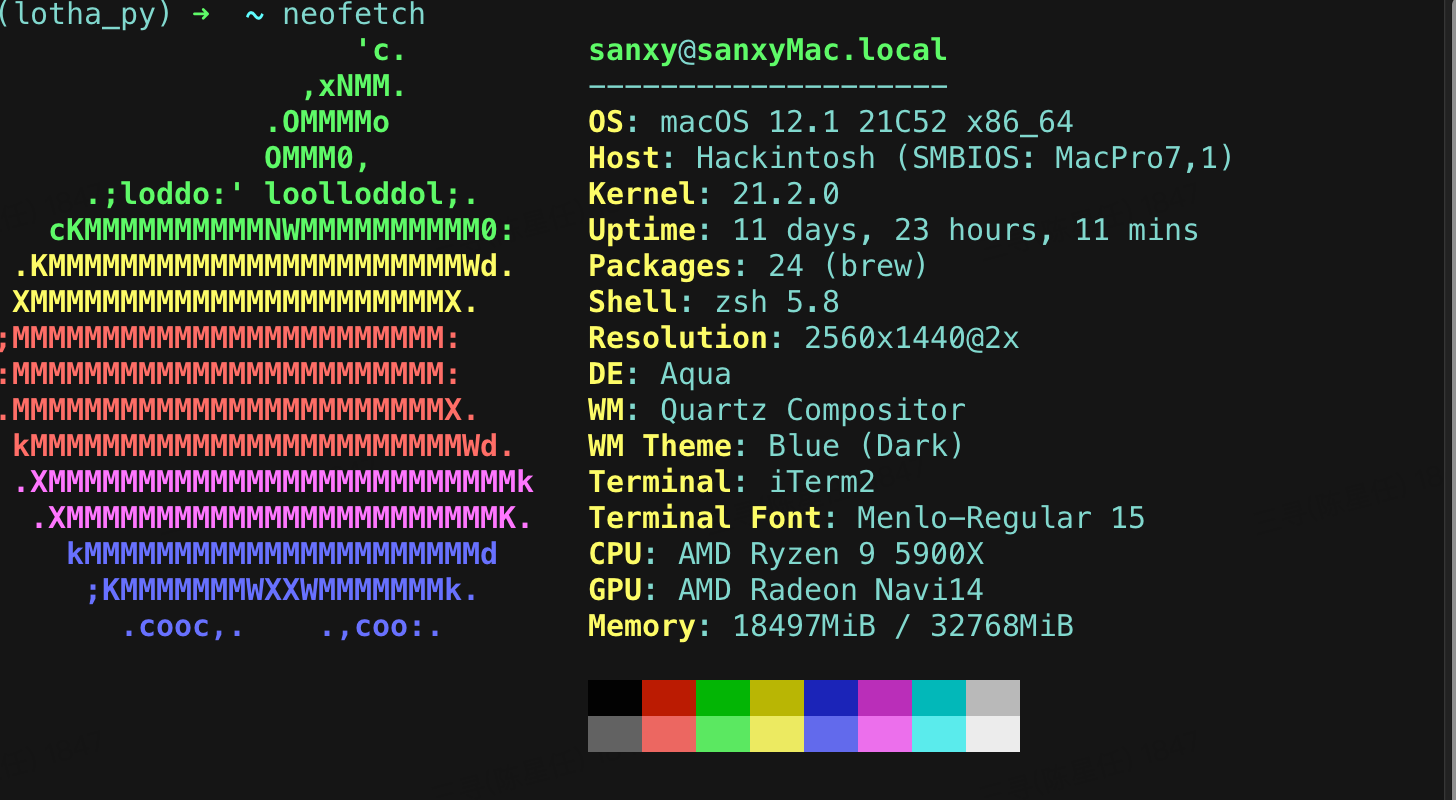 (lotha_py) ➜  ~ neofetch
                    'c.          sanxy@sanxyMac.local
                 ,xNMM.          --------------------
               .OMMMMo           OS: macOS 12.1 21C52 x86_64
               OMMM0,            Host: Hackintosh (SMBIOS: MacPro7,1)
     .;loddo:' loolloddol;.      Kernel: 21.2.0
   cKMMMMMMMMMMNWMMMMMMMMMM0:    Uptime: 11 days, 23 hours, 11 mins
 .KMMMMMMMMMMMMMMMMMMMMMMMWd.    Packages: 24 (brew)
 XMMMMMMMMMMMMMMMMMMMMMMMX.      Shell: zsh 5.8
;MMMMMMMMMMMMMMMMMMMMMMMM:       Resolution: 2560x1440@2x
:MMMMMMMMMMMMMMMMMMMMMMMM:       DE: Aqua
.MMMMMMMMMMMMMMMMMMMMMMMMX.      WM: Quartz Compositor
 kMMMMMMMMMMMMMMMMMMMMMMMMWd.    WM Theme: Blue (Dark)
 .XMMMMMMMMMMMMMMMMMMMMMMMMMMk   Terminal: iTerm2
  .XMMMMMMMMMMMMMMMMMMMMMMMMK.   Terminal Font: Menlo-Regular 15
    kMMMMMMMMMMMMMMMMMMMMMMd     CPU: AMD Ryzen 9 5900X
     ;KMMMMMMMWXXWMMMMMMMk.      GPU: AMD Radeon Navi14
       .cooc,.    .,coo:.        Memory: 18497MiB / 32768MiB